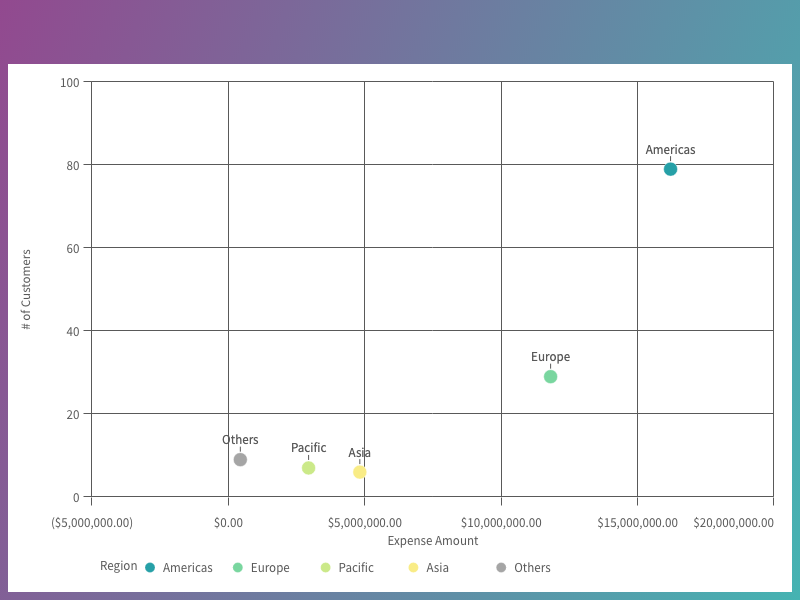 100
80
60
40
20
0
# of Customers
Americas
Europe
Others
Pacific
Asia
($5,000,000.00)
$0.00
$5,000,000.00
$10,000,000.00
$15,000,000.00
$20,000,000.00
Expense Amount
Region Americas Europe Pacific Asia Others